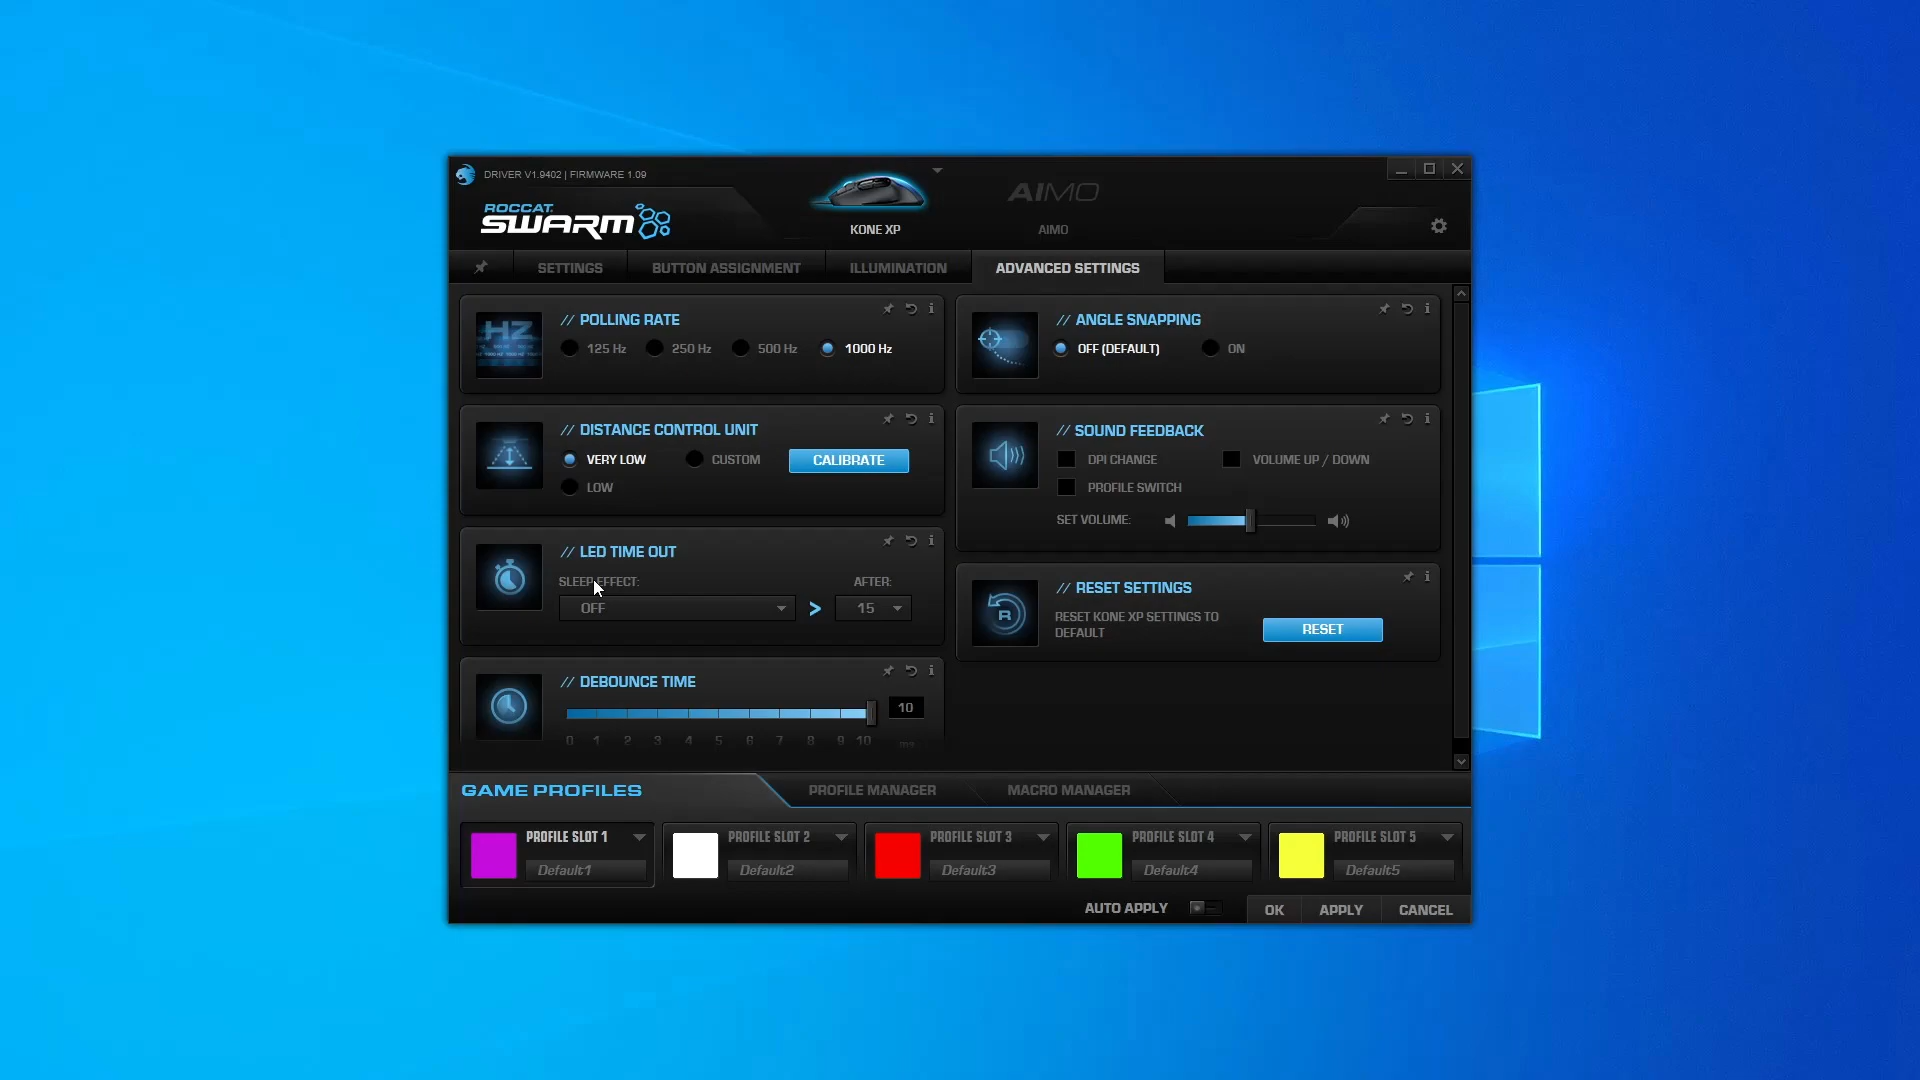 DRIVER V1.9402 | FIRMWARE 1.09
ROCCAT
SWARM
KONE XP
AIMO
AIMO
SETTINGS
BUTTON ASSIGNMENT
ILLUMINATION
ADVANCED SETTINGS
HZ
// POLLING RATE
125 Hz
250 Hz
500 Hz
1000 Hz
// DISTANCE CONTROL UNIT
VERY LOW
CUSTOM
CALIBRATE
LOW
// LED TIME OUT
SLEEP EFFECT:
AFTER:
OFF
>
15
// DEBOUNCE TIME
10
0 1 2 3 4 5 6 7 8 9 10
ms
// ANGLE SNAPPING
OFF (DEFAULT)
ON
// SOUND FEEDBACK
DPI CHANGE
VOLUME UP / DOWN
PROFILE SWITCH
SET VOLUME:
R
// RESET SETTINGS
RESET KONE XP SETTINGS TO
DEFAULT
RESET
GAME PROFILES
PROFILE MANAGER
MACRO MANAGER
PROFILE SLOT 1
Default1
PROFILE SLOT 2
Default2
PROFILE SLOT 3
Default3
PROFILE SLOT 4
Default4
PROFILE SLOT 5
Default5
AUTO APPLY
OK
APPLY
CANCEL